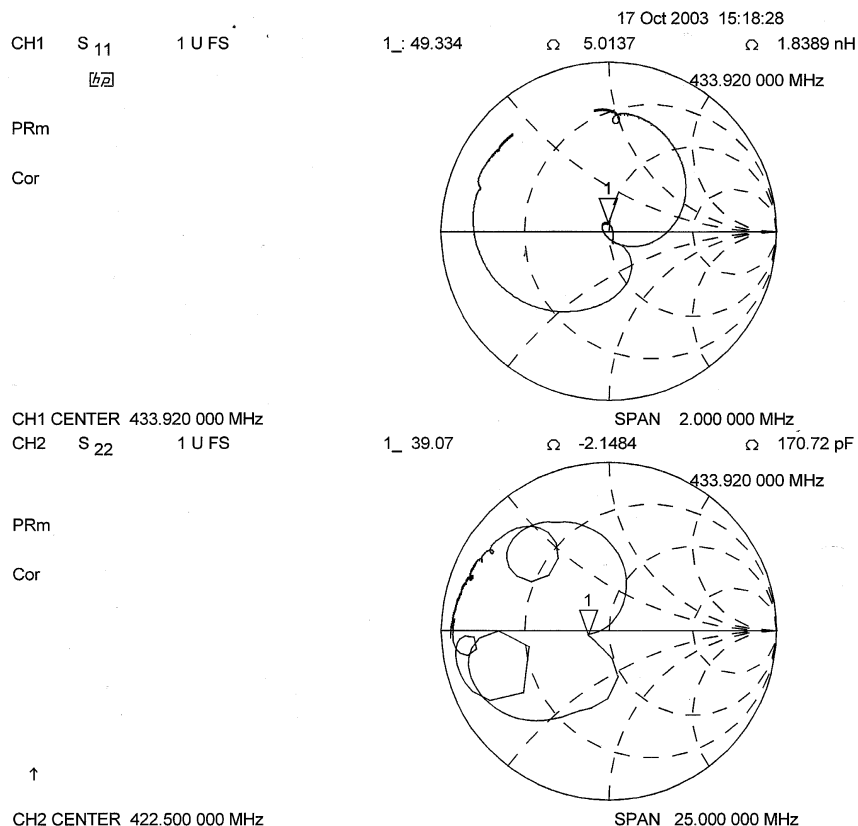 17 Oct 2003 15:18:28
CH1 S 11 1 U FS 1_: 49.334 Ω 5.0137 Ω 1.8389 nH
hp
433.920 000 MHz
PRm
Cor
1
CH1 CENTER 433.920 000 MHz SPAN 2.000 000 MHz
CH2 S 22 1 U FS 1_ 39.07 Ω -2.1484 Ω 170.72 pF
433.920 000 MHz
PRm
Cor
1
↑
CH2 CENTER 422.500 000 MHz SPAN 25.000 000 MHz